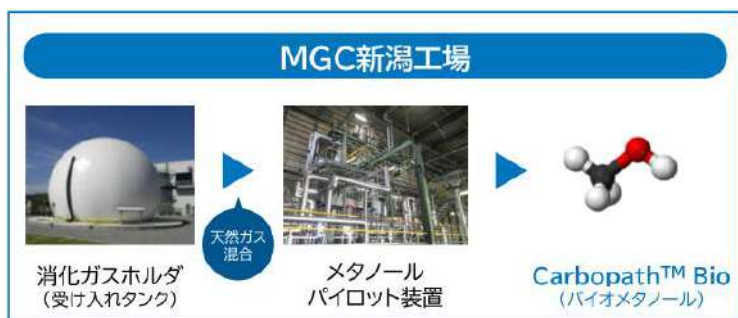 MGC新潟工場
天然ガス
混合
消化ガスホルダ
（受け入れタンク）
メタノール
パイロット装置
Carbopath™ Bio
（バイオメタノール）